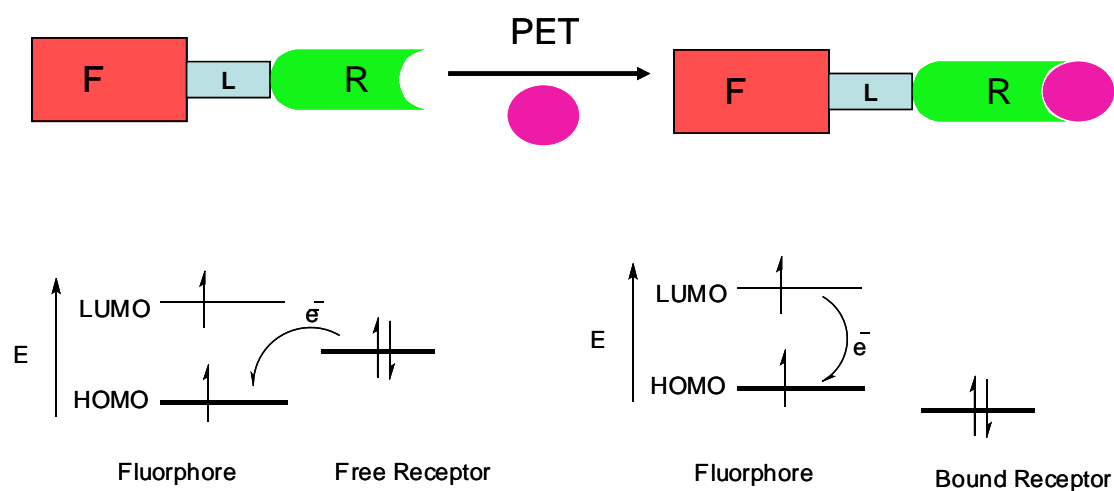 PET
F L R
F L R
LUMO
e-
E
HOMO
Fluorphore
Free Receptor
LUMO
e-
E
HOMO
Fluorphore
Bound Receptor